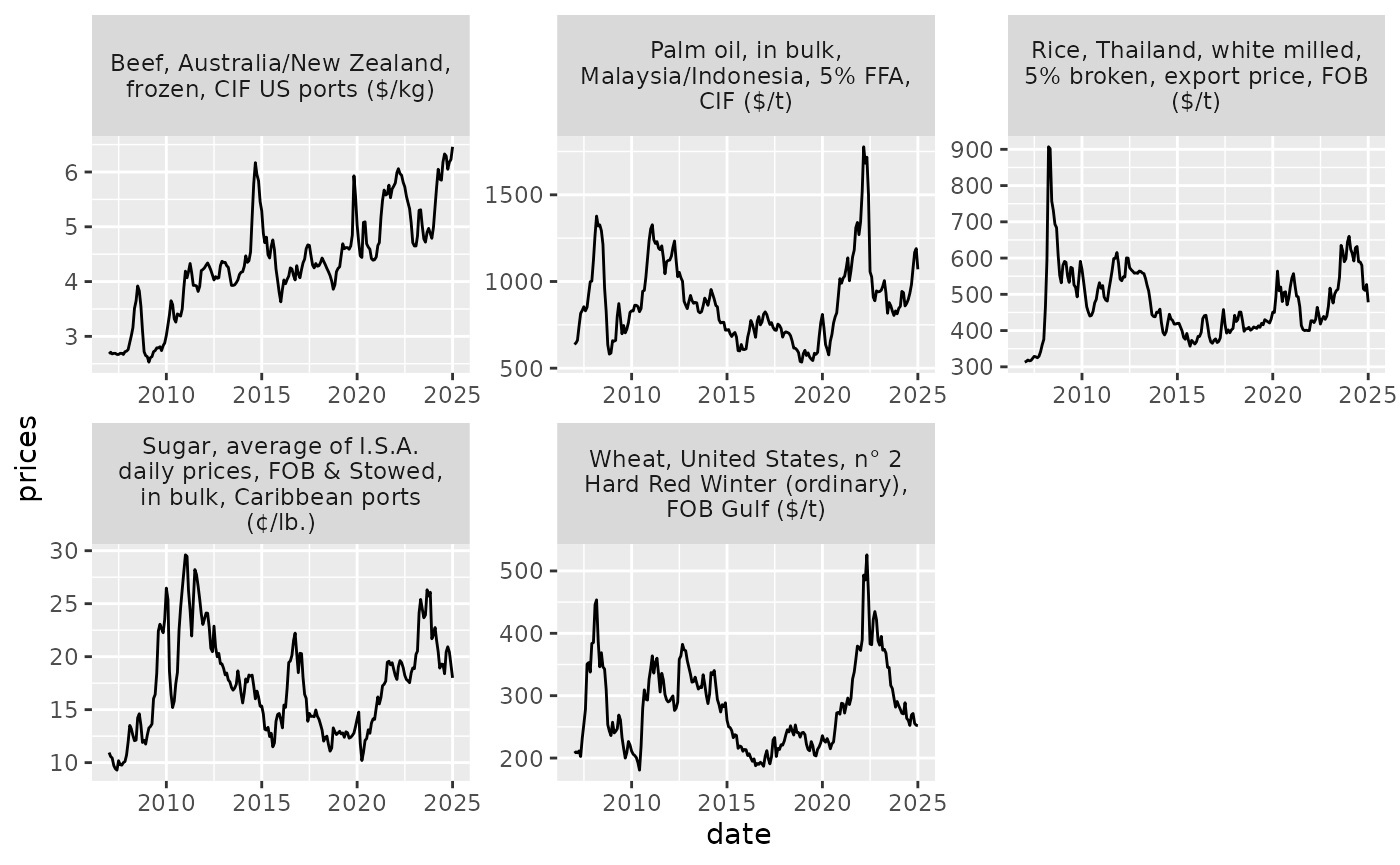 Beef, Australia/New Zealand,
frozen, CIF US ports ($/kg)
Palm oil, in bulk,
Malaysia/Indonesia, 5% FFA,
CIF ($/t)
Rice, Thailand, white milled,
5% broken, export price, FOB
($/t)
6
5
4
3
2010 2015 2020 2025
1500
1000
500
2010 2015 2020 2025
900
800
700
600
500
400
300
2010 2015 2020 2025
prices
Sugar, average of I.S.A.
daily prices, FOB & Stowed,
in bulk, Caribbean ports
(¢/lb.)
Wheat, United States, n° 2
Hard Red Winter (ordinary),
FOB Gulf ($/t)
30
25
20
15
10
2010 2015 2020 2025
500
400
300
200
2010 2015 2020 2025
date